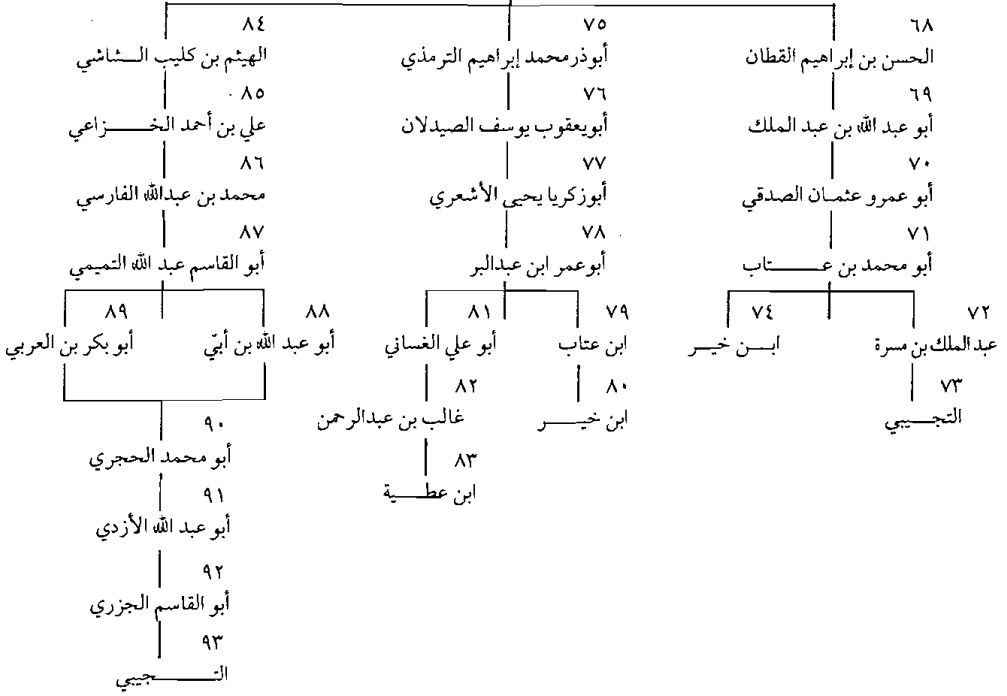 ٦٨ ٧٥ ٨٤
الحسن بن إبراهيم القطان أبوذر محمد إبراهيم الترمذي الهيثم بن كليب الشاشي
٦٩ ٧٦ ٨٥
أبو عبد الله بن عبد الملك أبويعقوب يوسف الصيدلان علي بن أحمد الخزاعي
٧٠ ٧٧ ٨٦
أبو عمرو عثمان الصدقي أبوزكريا يحيى الأشعري محمد بن عبدالله الفارسي
٧١ ٧٨ ٨٧
أبو محمد بن عتاب أبوعمر ابن عبدالبر أبو القاسم عبد الله التميمي
٧٢ ٧٤ ٧٩ ٨١ ٨٨ ٨٩
عبد الملك بن مسرة ابن خير ابن عتاب أبو علي الغساني أبو عبد الله بن أبيّ أبو بكر بن العربي
٧٣ ٨٠ ٨٢
التجيبي ابن خير غالب بن عبدالرحمن
٩٠
أبو محمد الحجري
٨٣
ابن عطية
٩١
أبو عبد الله الأزدي
٩٢
أبو القاسم الجزري
٩٣
التجيبي